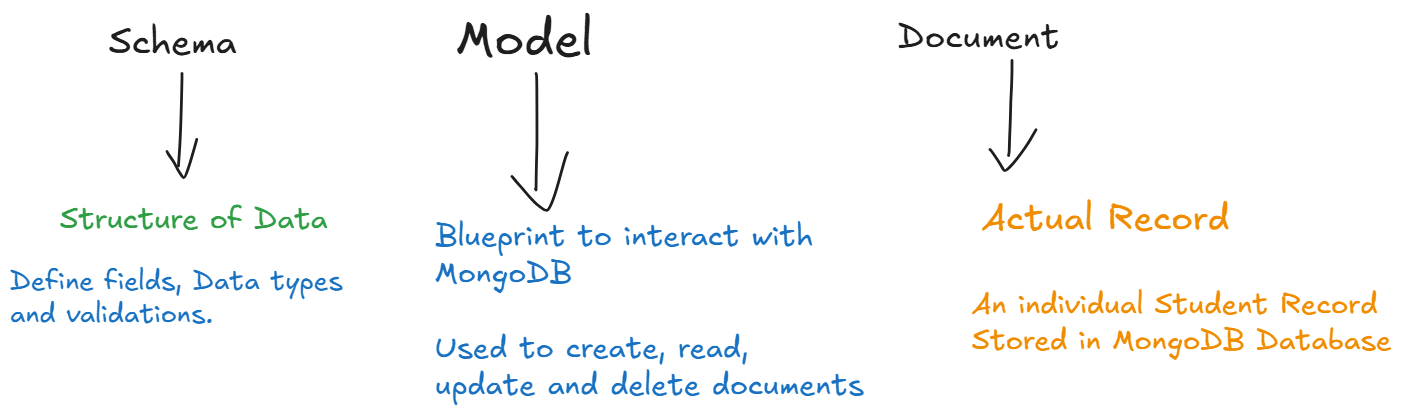 Schema
Structure of Data
Define fields, Data types
and validations.
Model
Blueprint to interact with
MongoDB
Used to create, read,
update and delete documents
Document
Actual Record
An individual Student Record
Stored in MongoDB Database